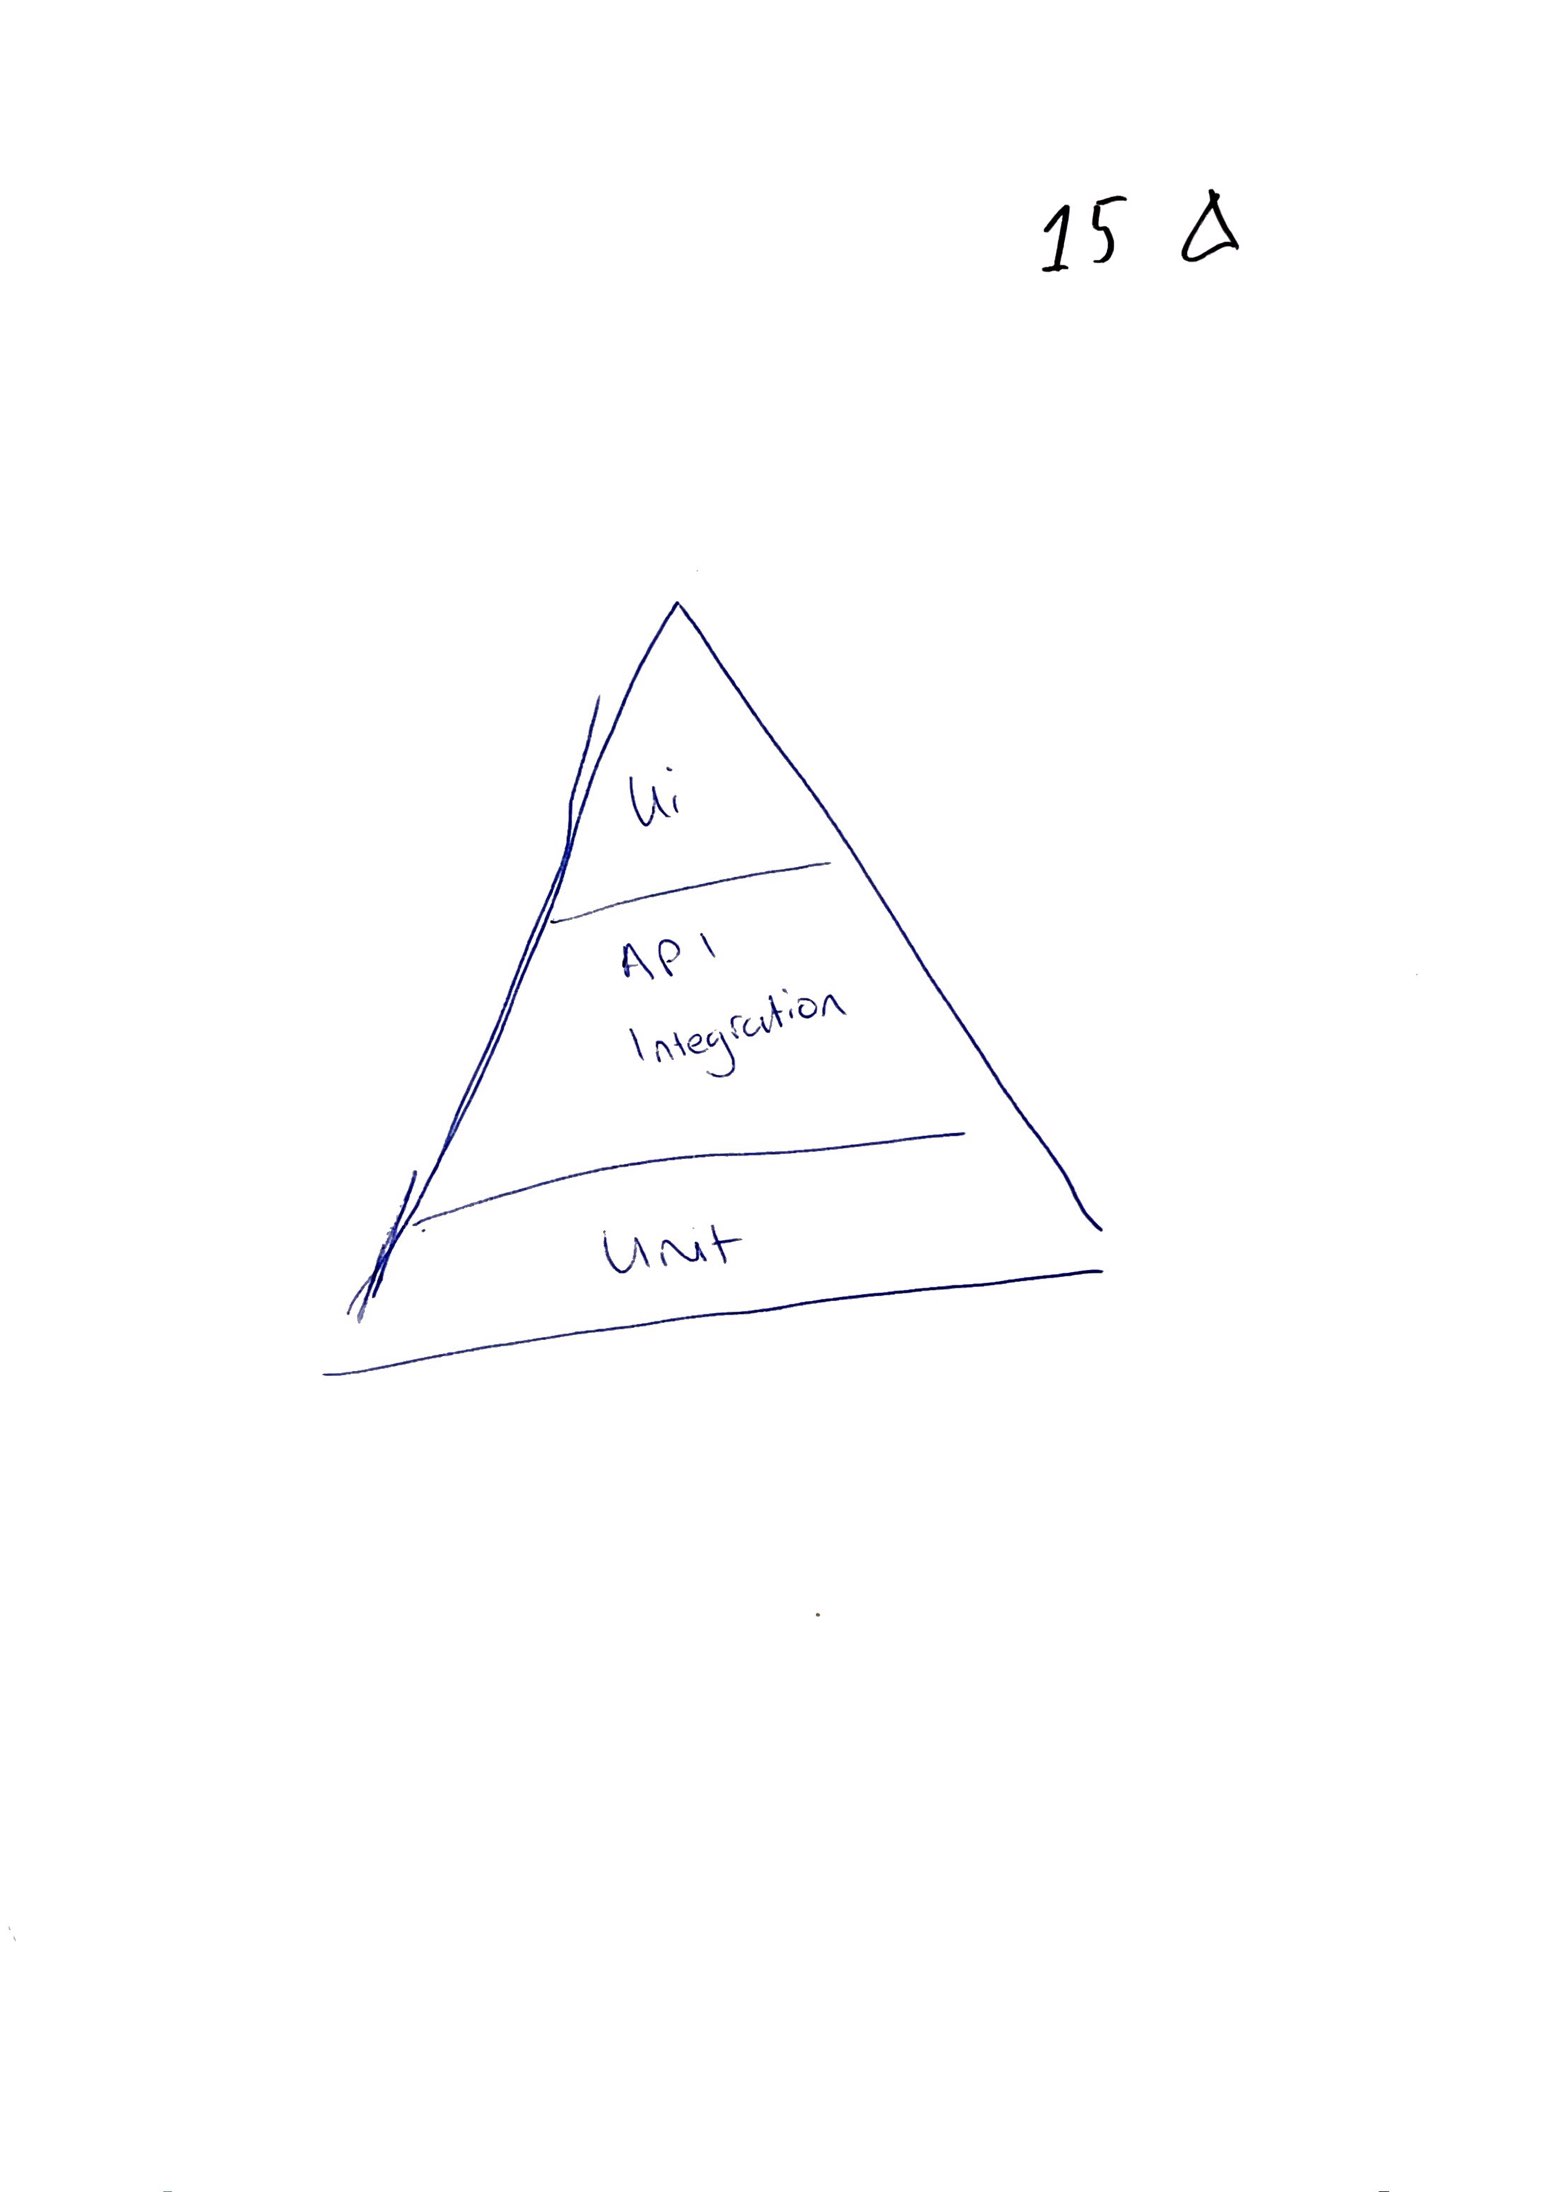 15 Δ
Ui
API
Integration
Unit